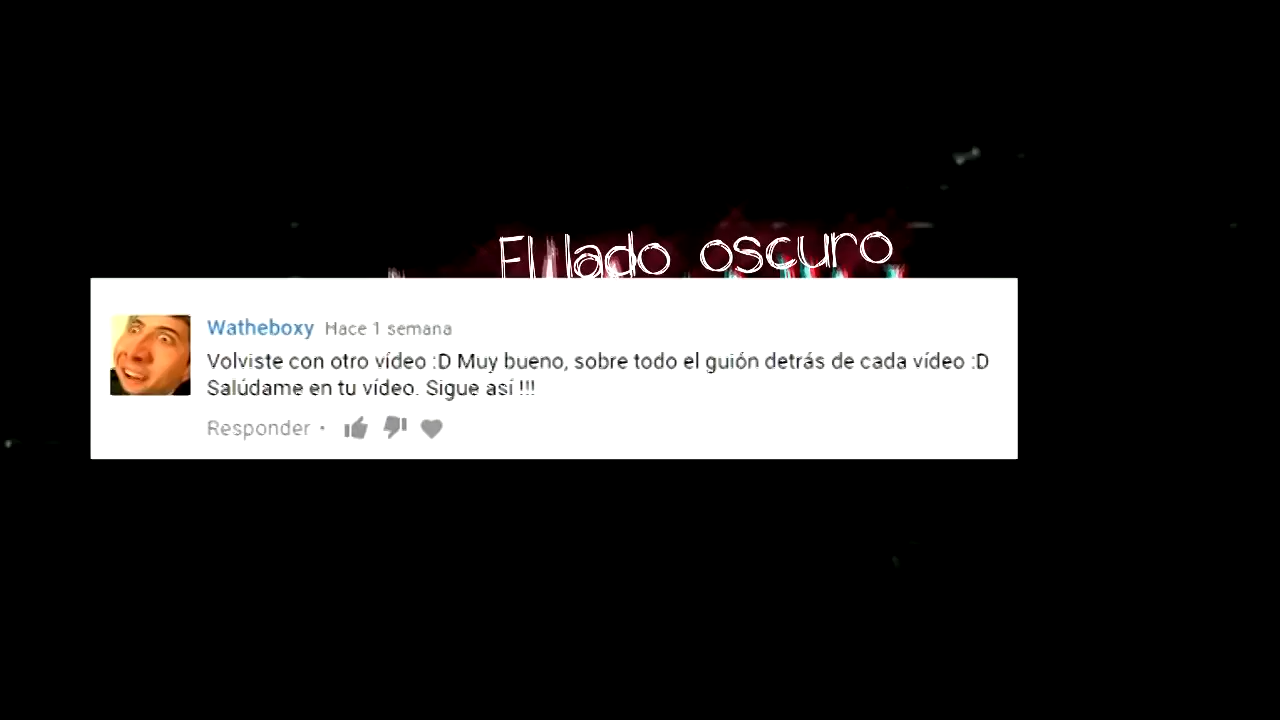 El lado oscuro
Watheboxy Hace 1 semana
Volviste con otro vídeo :D Muy bueno, sobre todo el guión detrás de cada vídeo :D
Salúdame en tu vídeo. Sigue así !!!
Responder •